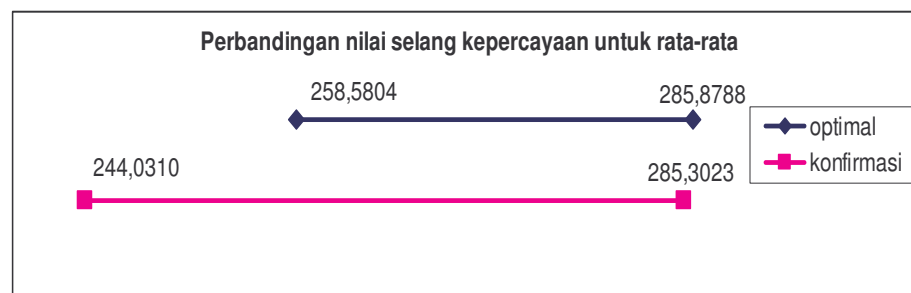 Perbandingan nilai selang kepercayaan untuk rata-rata
258,5804 285,8788
optimal
konfirmasi
244,0310 285,3023